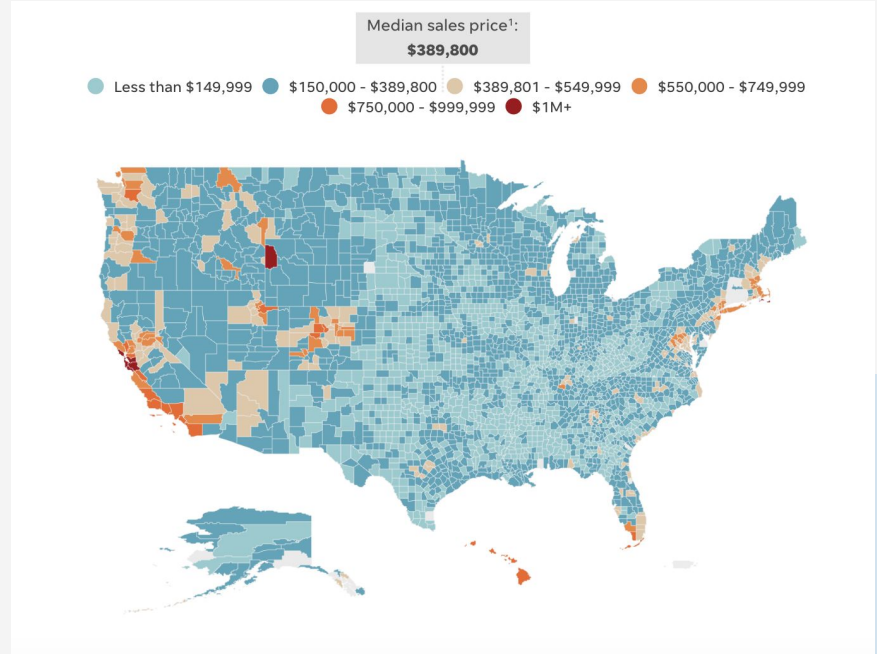 Median sales price¹:
$389,800
Less than $149,999 $150,000 - $389,800 $389,801 - $549,999 $550,000 - $749,999
$750,000 - $999,999 $1M+